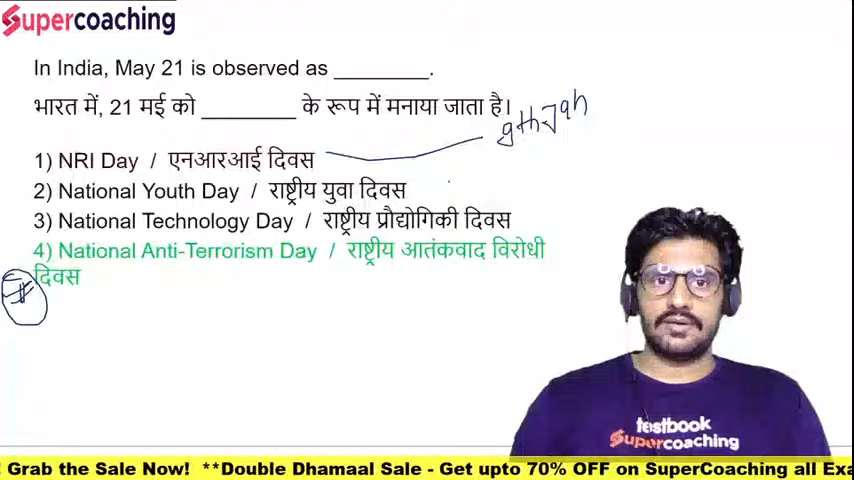 Supercoaching
In India, May 21 is observed as ________.
भारत में, 21 मई को ________ के रूप में मनाया जाता है।
9th Jan
1) NRI Day / एनआरआई दिवस
2) National Youth Day / राष्ट्रीय युवा दिवस
3) National Technology Day / राष्ट्रीय प्रौद्योगिकी दिवस
4) National Anti-Terrorism Day / राष्ट्रीय आतंकवाद विरोधी
दिवस
testbook
Supercoaching
Grab the Sale Now! **Double Dhamaal Sale - Get upto 70% OFF on SuperCoaching all Exa